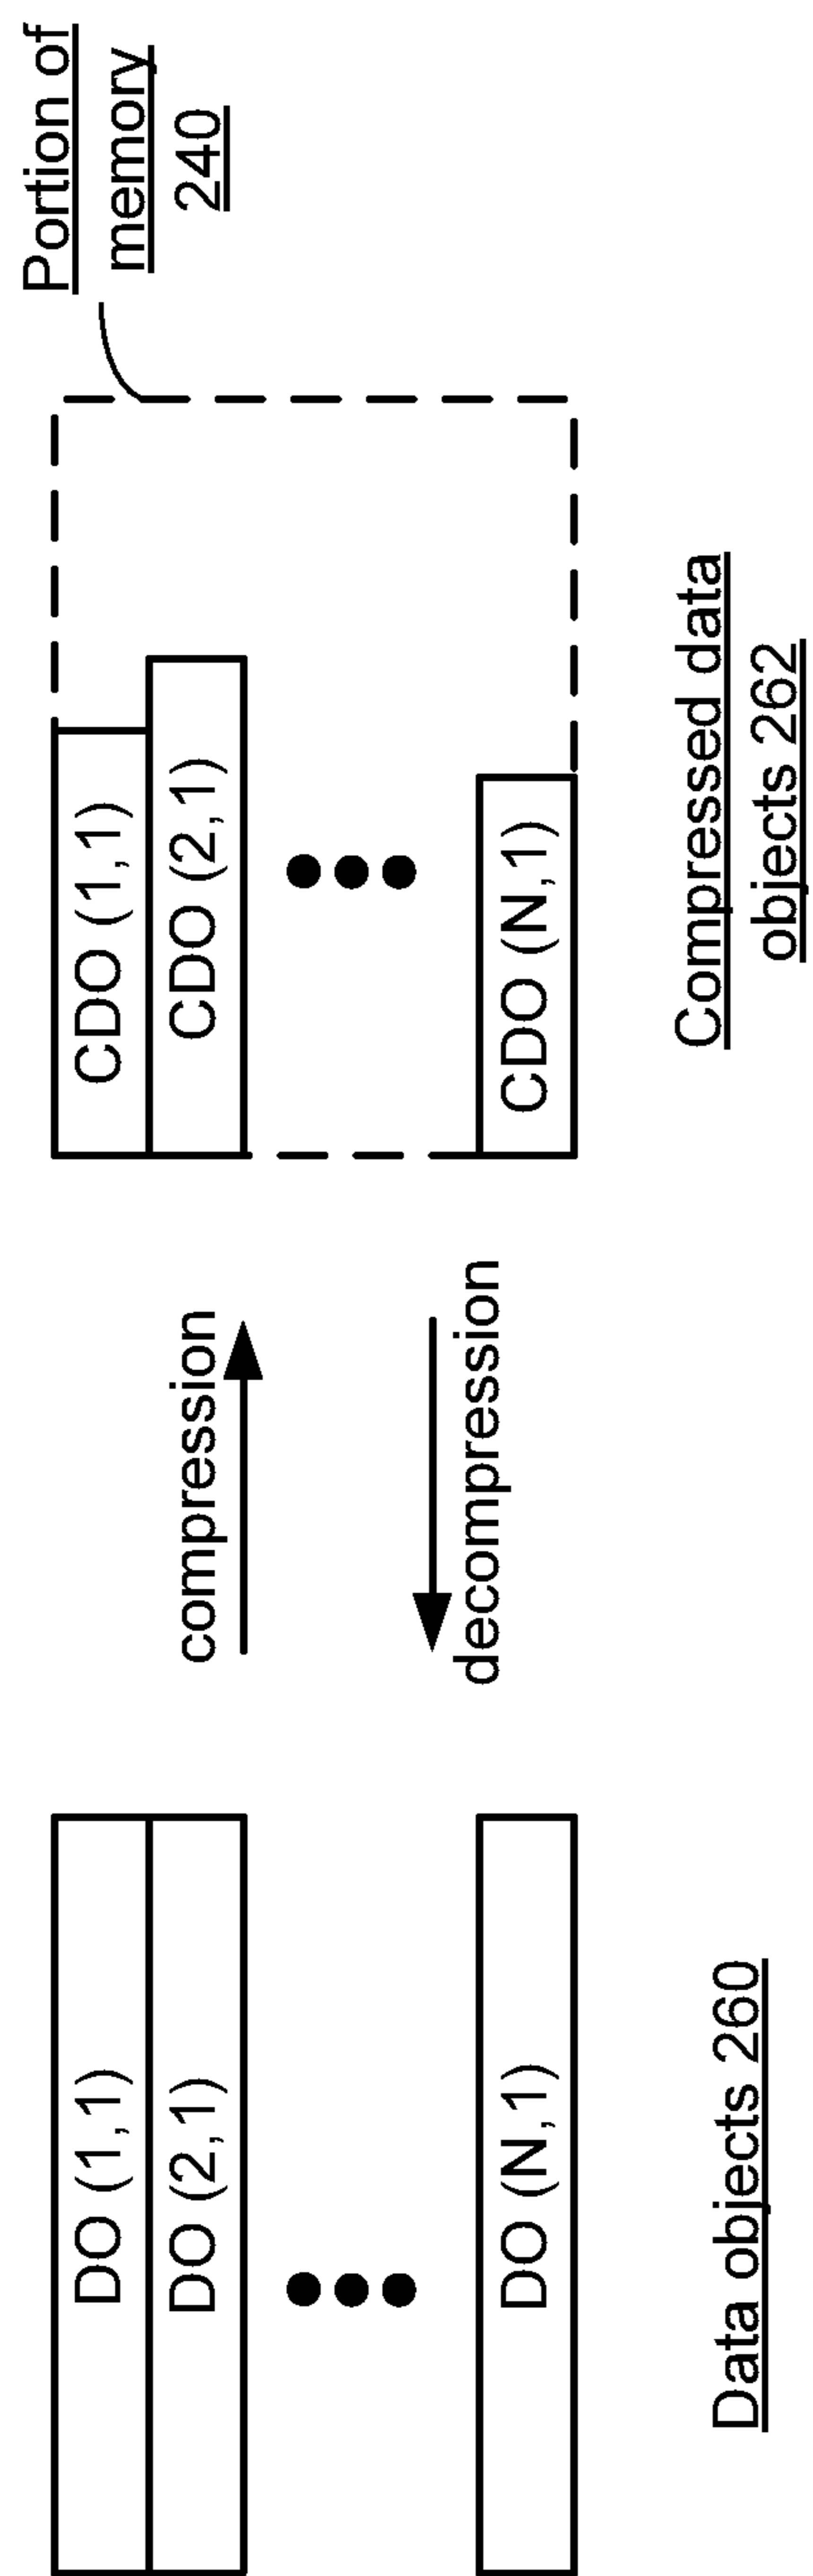 DO (1,1)
DO (2,1)
DO (N,1)
Data objects 260
compression
decompression
CDO (1,1)
CDO (2,1)
CDO (N,1)
Compressed data
objects 262
Portion of
memory
240